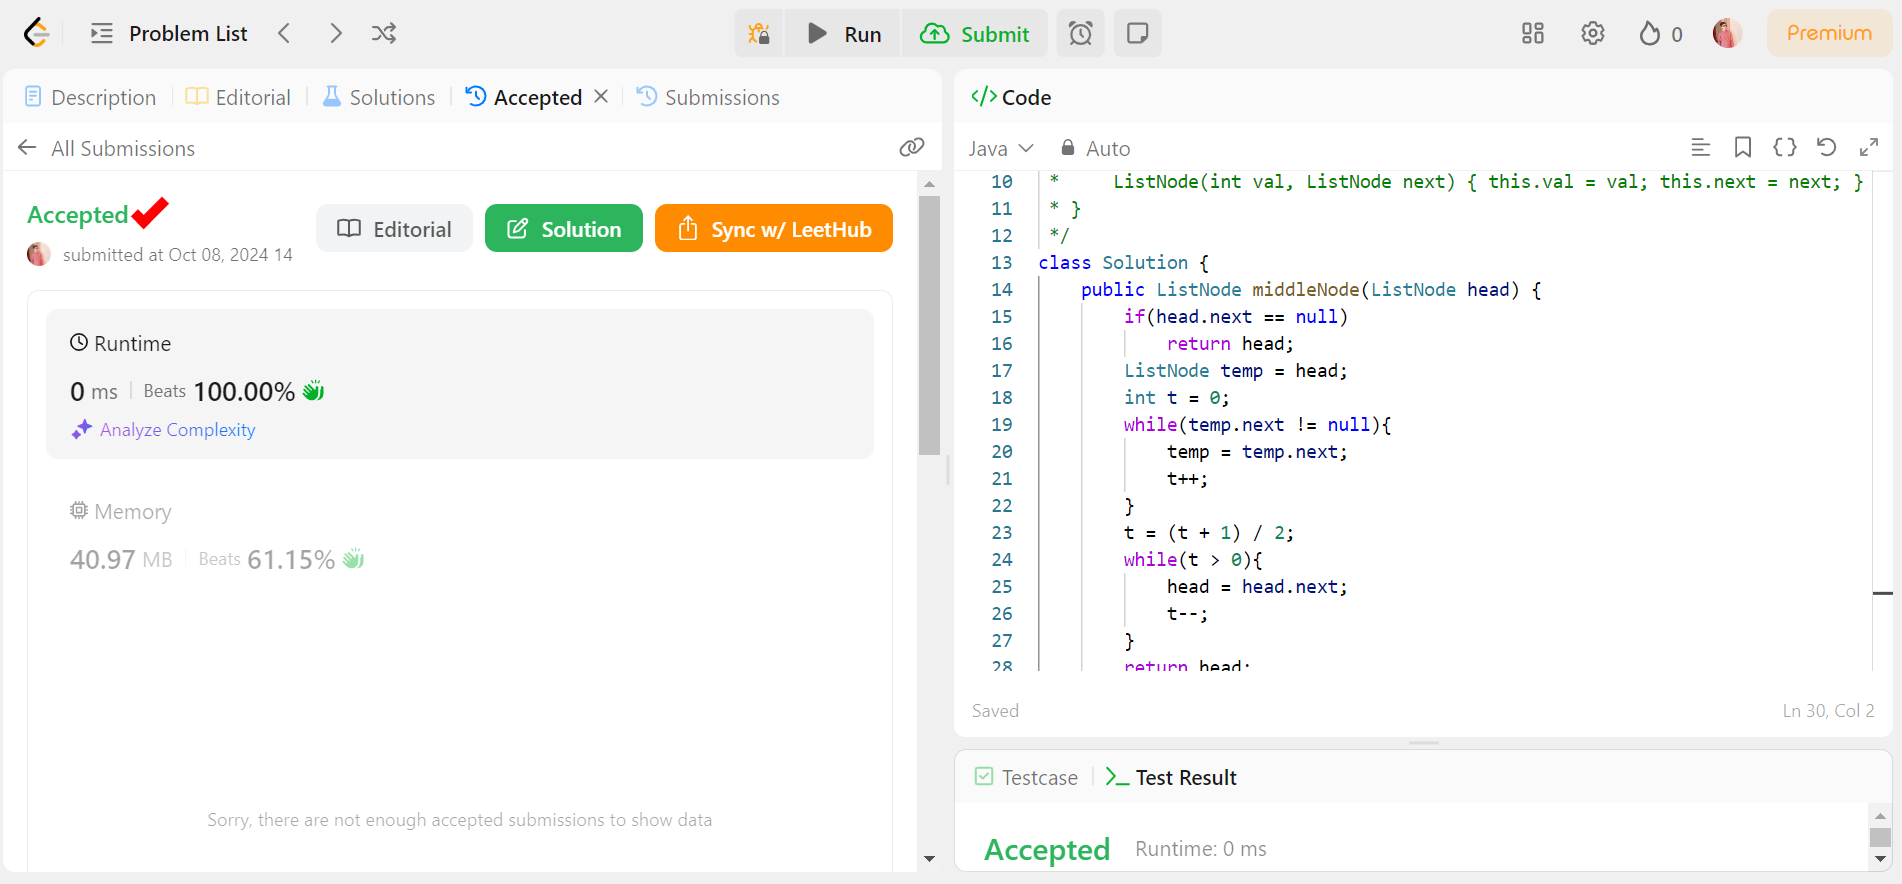 Problem List
Run
Submit
0
Premium
Description
Editorial
Solutions
Accepted
Submissions
All Submissions
Accepted
submitted at Oct 08, 2024 14
Editorial
Solution
Sync w/ LeetHub
Runtime
0 ms
Beats 100.00%
Analyze Complexity
Memory
40.97 MB
Beats 61.15%
Sorry, there are not enough accepted submissions to show data
</> Code
Java
Auto
10 *     ListNode(int val, ListNode next) { this.val = val; this.next = next; }
11 * }
12 */
13 class Solution {
14     public ListNode middleNode(ListNode head) {
15         if(head.next == null)
16             return head;
17         ListNode temp = head;
18         int t = 0;
19         while(temp.next != null){
20             temp = temp.next;
21             t++;
22         }
23         t = (t + 1) / 2;
24         while(t > 0){
25             head = head.next;
26             t--;
27         }
28         return head;
Saved
Ln 30, Col 2
Testcase
Test Result
Accepted
Runtime: 0 ms